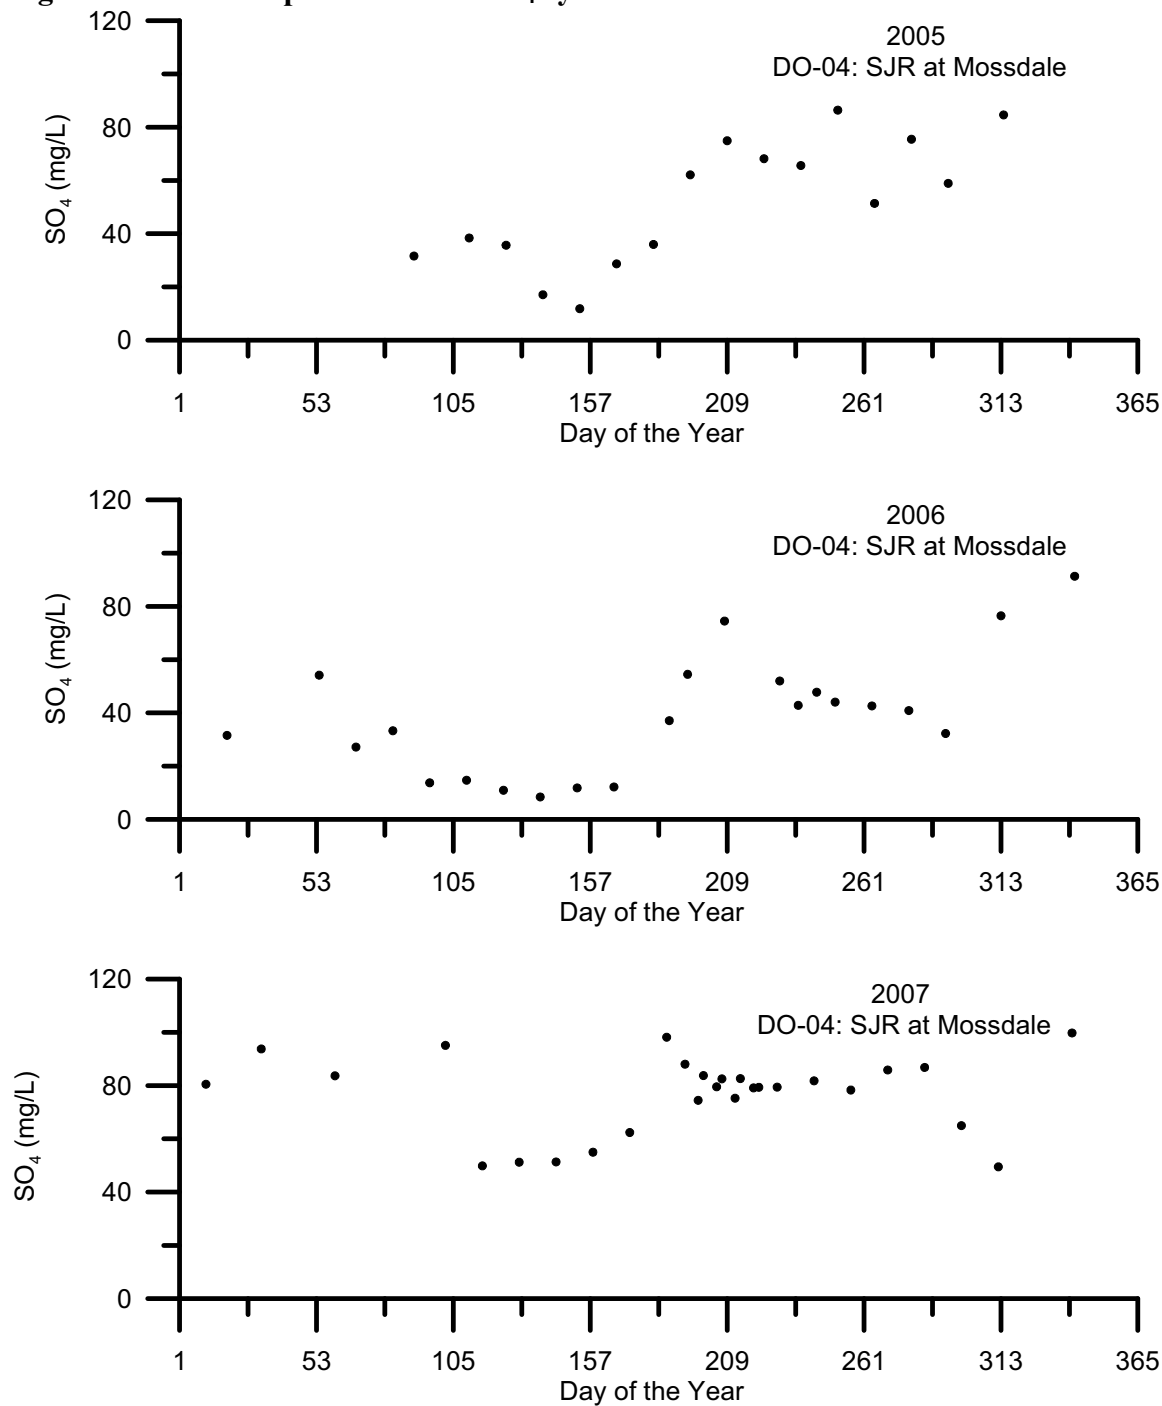 120
2005
DO-04: SJR at Mossdale
80
SO₄ (mg/L)
40
0
1 53 105 157 209 261 313 365
Day of the Year
120
2006
DO-04: SJR at Mossdale
80
SO₄ (mg/L)
40
0
1 53 105 157 209 261 313 365
Day of the Year
120
2007
DO-04: SJR at Mossdale
80
SO₄ (mg/L)
40
0
1 53 105 157 209 261 313 365
Day of the Year